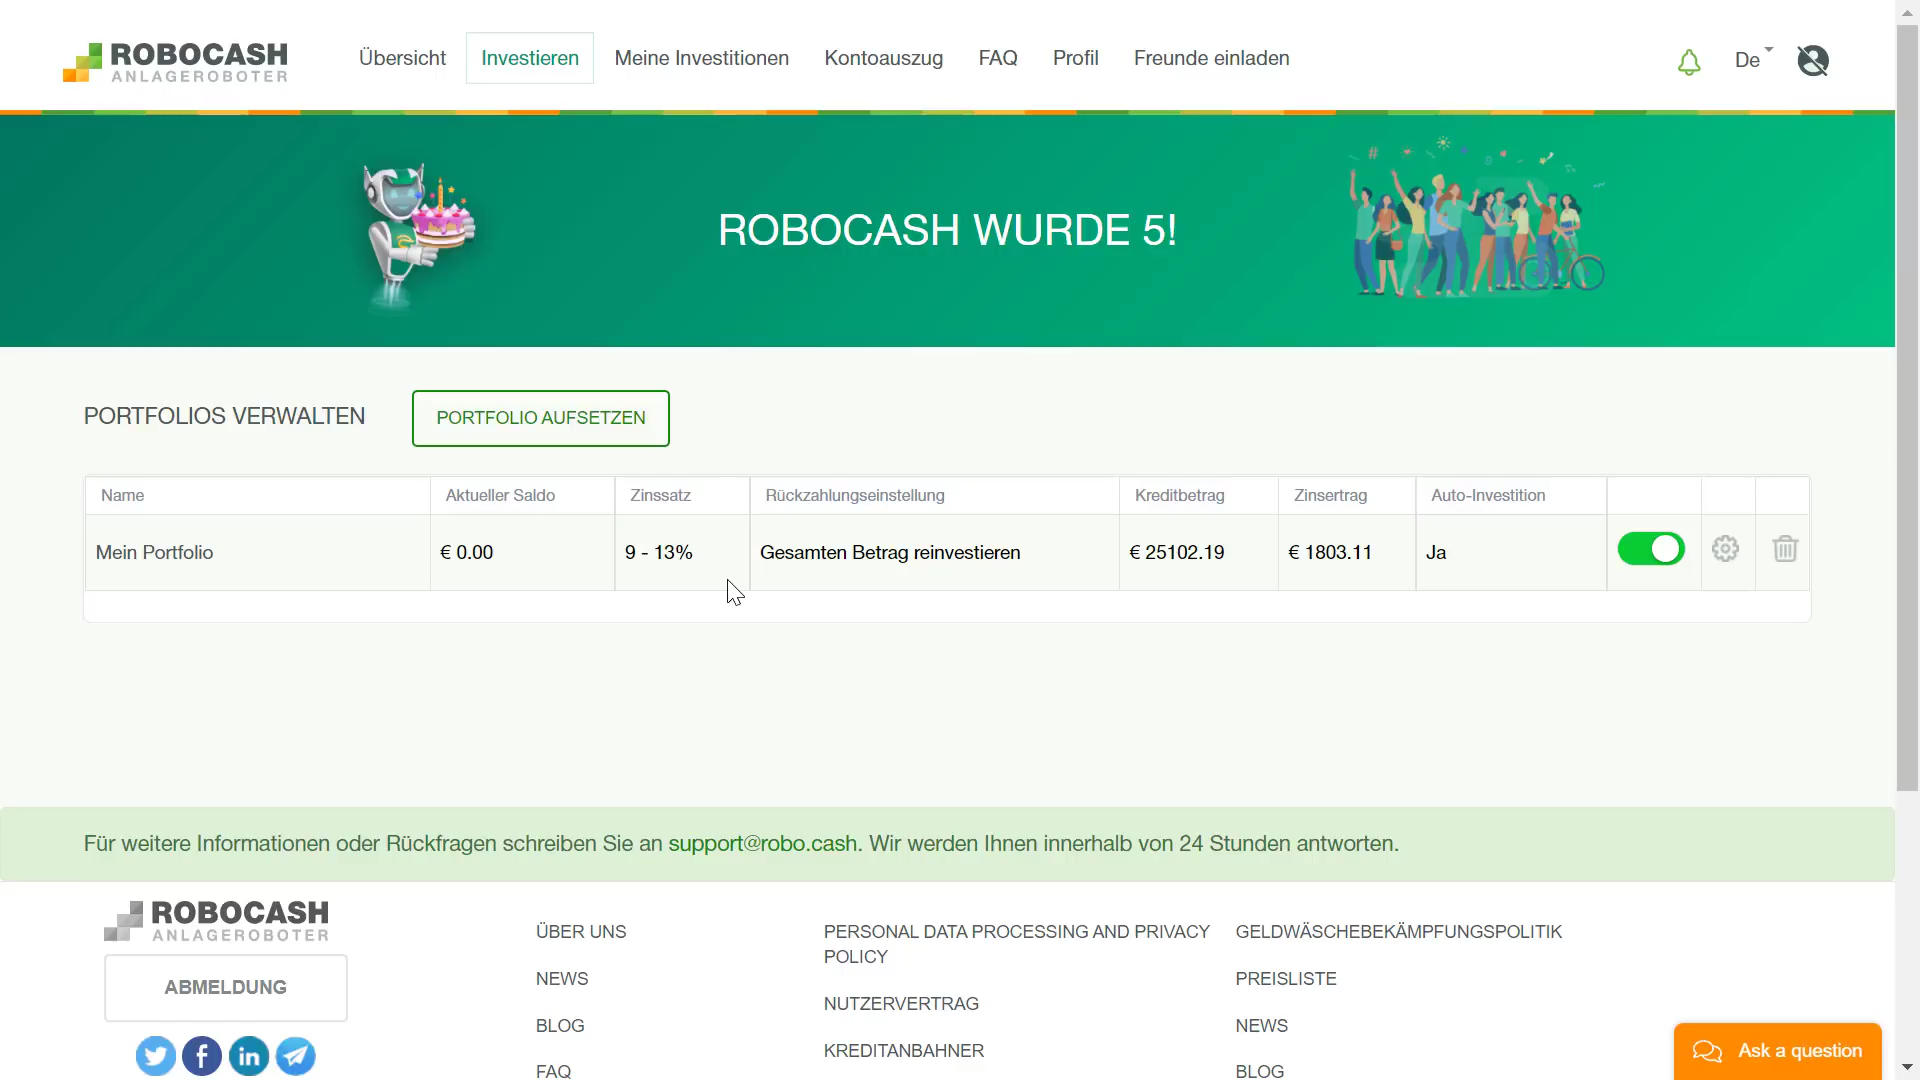 ROBOCASH
ANLAGEROBOTER
Übersicht
Investieren
Meine Investitionen
Kontoauszug
FAQ
Profil
Freunde einladen
De
ROBOCASH WURDE 5!
PORTFOLIOS VERWALTEN
PORTFOLIO AUFSETZEN
Name
Aktueller Saldo
Zinssatz
Rückzahlungseinstellung
Kreditbetrag
Zinsertrag
Auto-Investition
Mein Portfolio
€ 0.00
9 - 13%
Gesamten Betrag reinvestieren
€ 25102.19
€ 1803.11
Ja
Für weitere Informationen oder Rückfragen schreiben Sie an support@robo.cash. Wir werden Ihnen innerhalb von 24 Stunden antworten.
ROBOCASH
ANLAGEROBOTER
ABMELDUNG
ÜBER UNS
NEWS
BLOG
FAQ
PERSONAL DATA PROCESSING AND PRIVACY
POLICY
NUTZERVERTRAG
KREDITANBAHNER
GELDWÄSCHEBEKÄMPFUNGSPOLITIK
PREISLISTE
NEWS
BLOG
Ask a question